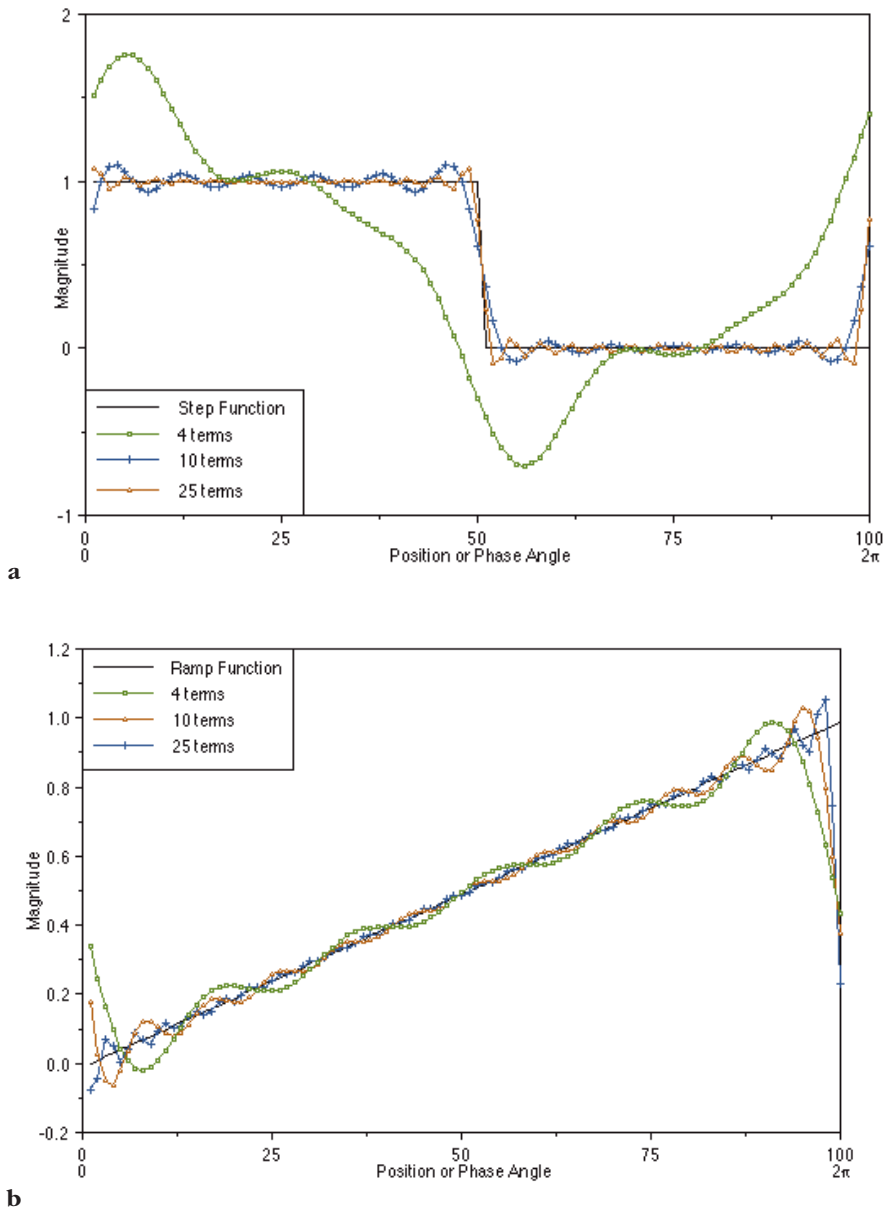 2
1
0
-1
Magnitude
Step Function
4 terms
10 terms
25 terms
0 25 50 75 100
0 Position or Phase Angle 2π
a
1.2
1.0
0.8
0.6
0.4
0.2
0.0
-0.2
Magnitude
Ramp Function
4 terms
10 terms
25 terms
0 25 50 75 100
0 Position or Phase Angle 2π
b